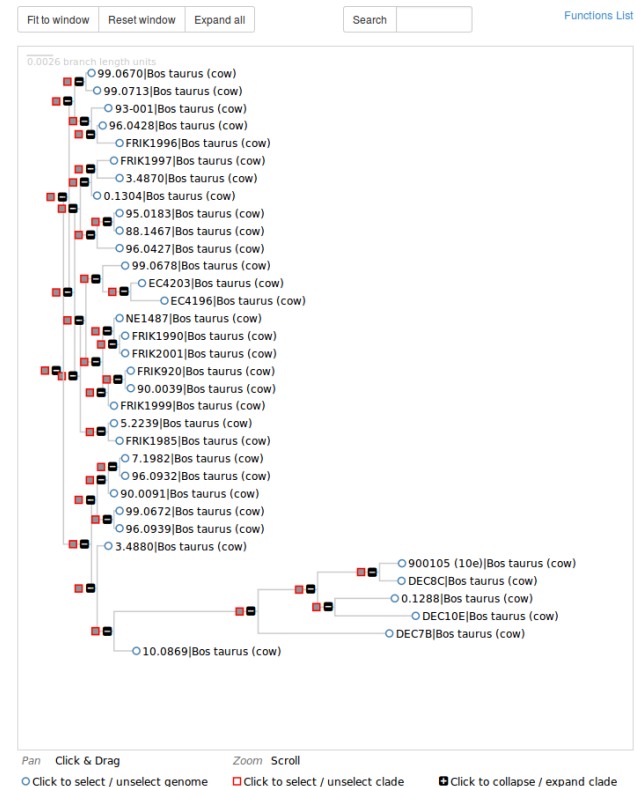 Fit to window Reset window Expand all Search Functions List
0.0026 branch length units
99.0670|Bos taurus (cow)
99.0713|Bos taurus (cow)
93-001|Bos taurus (cow)
96.0428|Bos taurus (cow)
FRIK1996|Bos taurus (cow)
FRIK1997|Bos taurus (cow)
3.4870|Bos taurus (cow)
0.1304|Bos taurus (cow)
95.0183|Bos taurus (cow)
88.1467|Bos taurus (cow)
96.0427|Bos taurus (cow)
99.0678|Bos taurus (cow)
EC4203|Bos taurus (cow)
EC4196|Bos taurus (cow)
NE1487|Bos taurus (cow)
FRIK1990|Bos taurus (cow)
FRIK2001|Bos taurus (cow)
FRIK920|Bos taurus (cow)
90.0039|Bos taurus (cow)
FRIK1999|Bos taurus (cow)
5.2239|Bos taurus (cow)
FRIK1985|Bos taurus (cow)
7.1982|Bos taurus (cow)
96.0932|Bos taurus (cow)
90.0091|Bos taurus (cow)
99.0672|Bos taurus (cow)
96.0939|Bos taurus (cow)
3.4880|Bos taurus (cow)
900105 (10e)|Bos taurus (cow)
DEC8C|Bos taurus (cow)
0.1288|Bos taurus (cow)
DEC10E|Bos taurus (cow)
DEC7B|Bos taurus (cow)
10.0869|Bos taurus (cow)
Pan Click & Drag Zoom Scroll
Click to select / unselect genome Click to select / unselect clade Click to collapse / expand clade